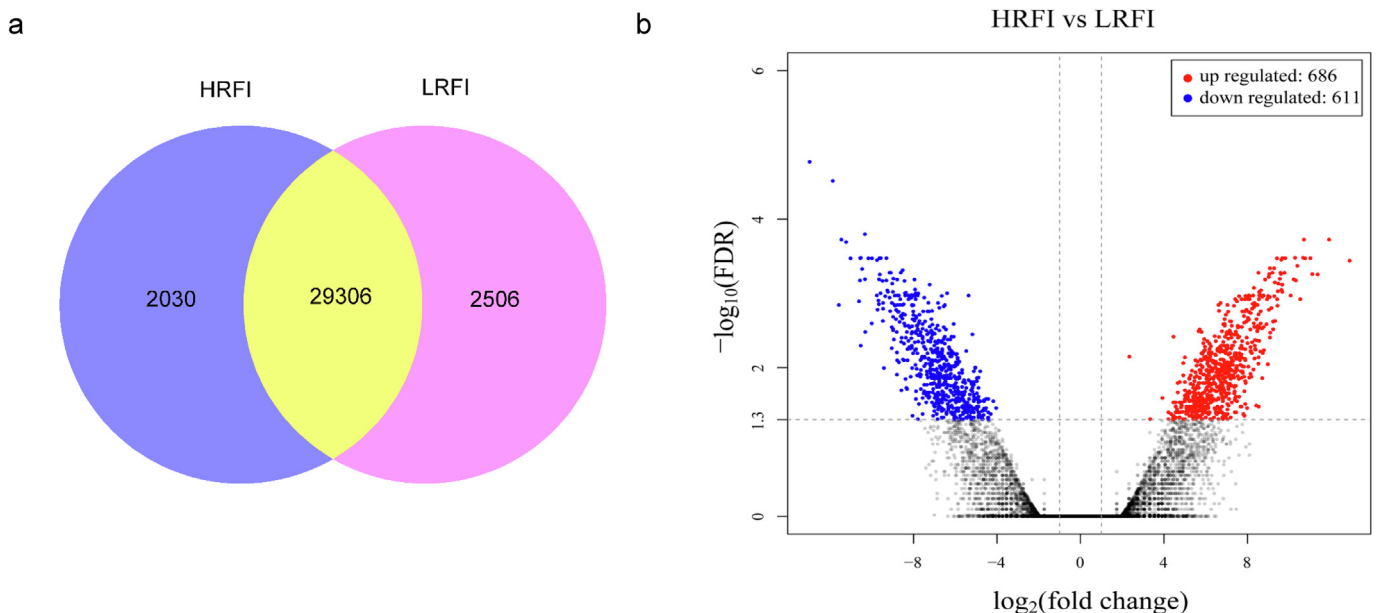 a
HRFI
LRFI
2030
29306
2506
b
HRFI vs LRFI
up regulated: 686
down regulated: 611
−log10(FDR)
6
4
2
1.3
0
−8
−4
0
4
8
log2(fold change)